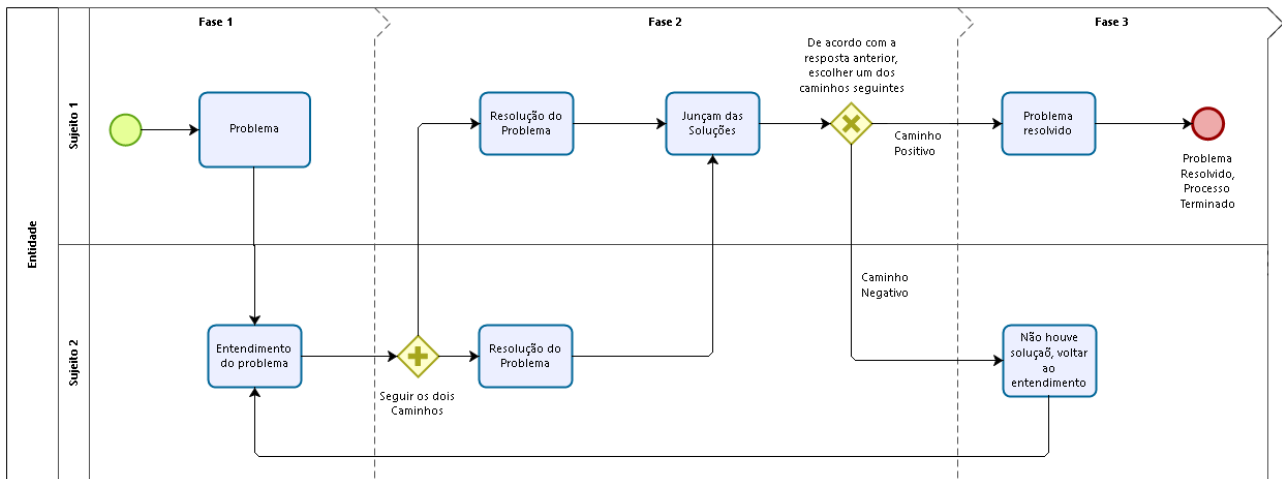 Fase 1
Fase 2
Fase 3
Entidade
Sujeito 1
Problema
Resolução do
Problema
Junçam das
Soluções
De acordo com a
resposta anterior,
escolher um dos
caminhos seguintes
Caminho
Positivo
Problema
resolvido
Problema
Resolvido,
Processo
Terminado
Sujeito 2
Entendimento
do problema
Seguir os dois
Caminhos
Resolução do
Problema
Caminho
Negativo
Não houve
soluçaõ, voltar
ao
entendimento